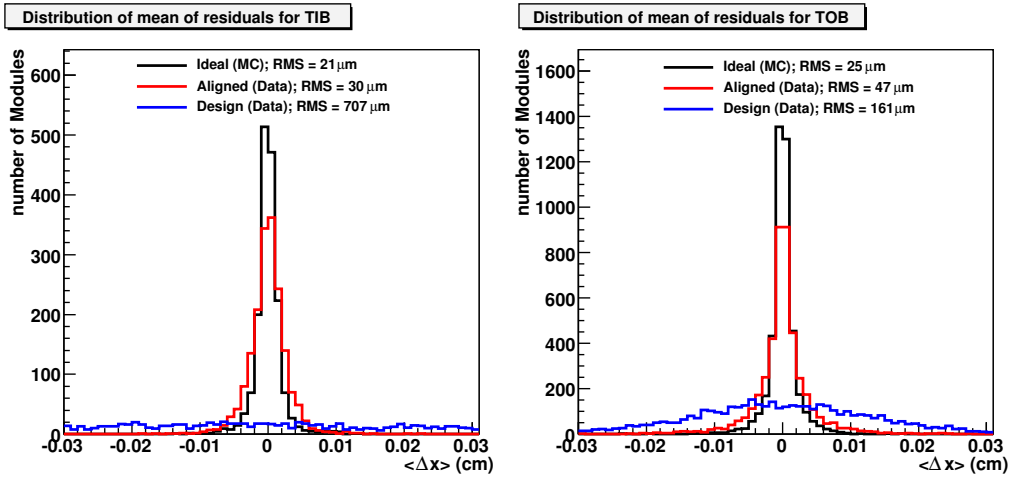 Distribution of mean of residuals for TIB
number of Modules
600
500
400
300
200
100
0
Ideal (MC); RMS = 21 μm
Aligned (Data); RMS = 30 μm
Design (Data); RMS = 707 μm
-0.03 -0.02 -0.01 0 0.01 0.02 0.03
<Δx> (cm)
Distribution of mean of residuals for TOB
number of Modules
1600
1400
1200
1000
800
600
400
200
0
Ideal (MC); RMS = 25 μm
Aligned (Data); RMS = 47 μm
Design (Data); RMS = 161 μm
-0.03 -0.02 -0.01 0 0.01 0.02 0.03
<Δx> (cm)